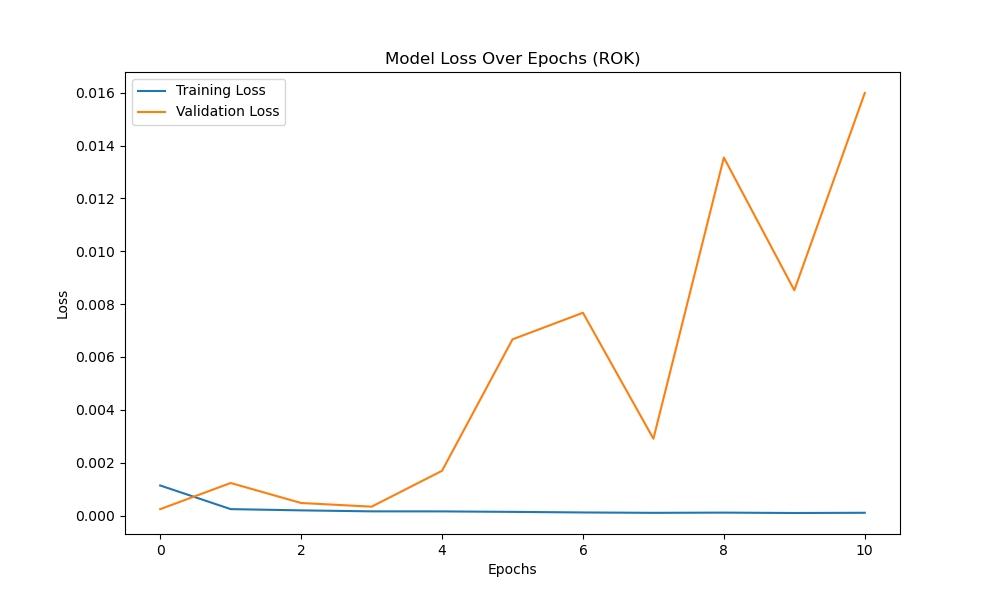 Model Loss Over Epochs (ROK)
Training Loss
Validation Loss
0.016
0.014
0.012
0.010
0.008
0.006
0.004
0.002
0.000
Loss
0 2 4 6 8 10
Epochs